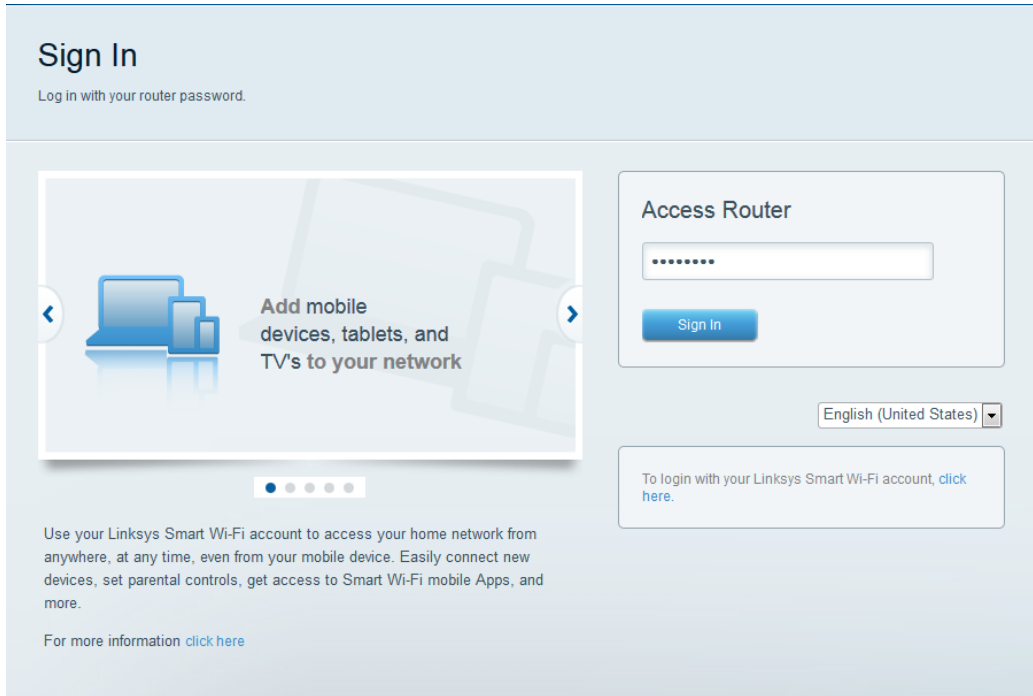 Sign In
Log in with your router password.
Add mobile
devices, tablets, and
TV's to your network
Use your Linksys Smart Wi-Fi account to access your home network from
anywhere, at any time, even from your mobile device. Easily connect new
devices, set parental controls, get access to Smart Wi-Fi mobile Apps, and
more.
For more information click here
Access Router
••••••••
Sign In
English (United States)
To login with your Linksys Smart Wi-Fi account, click
here.